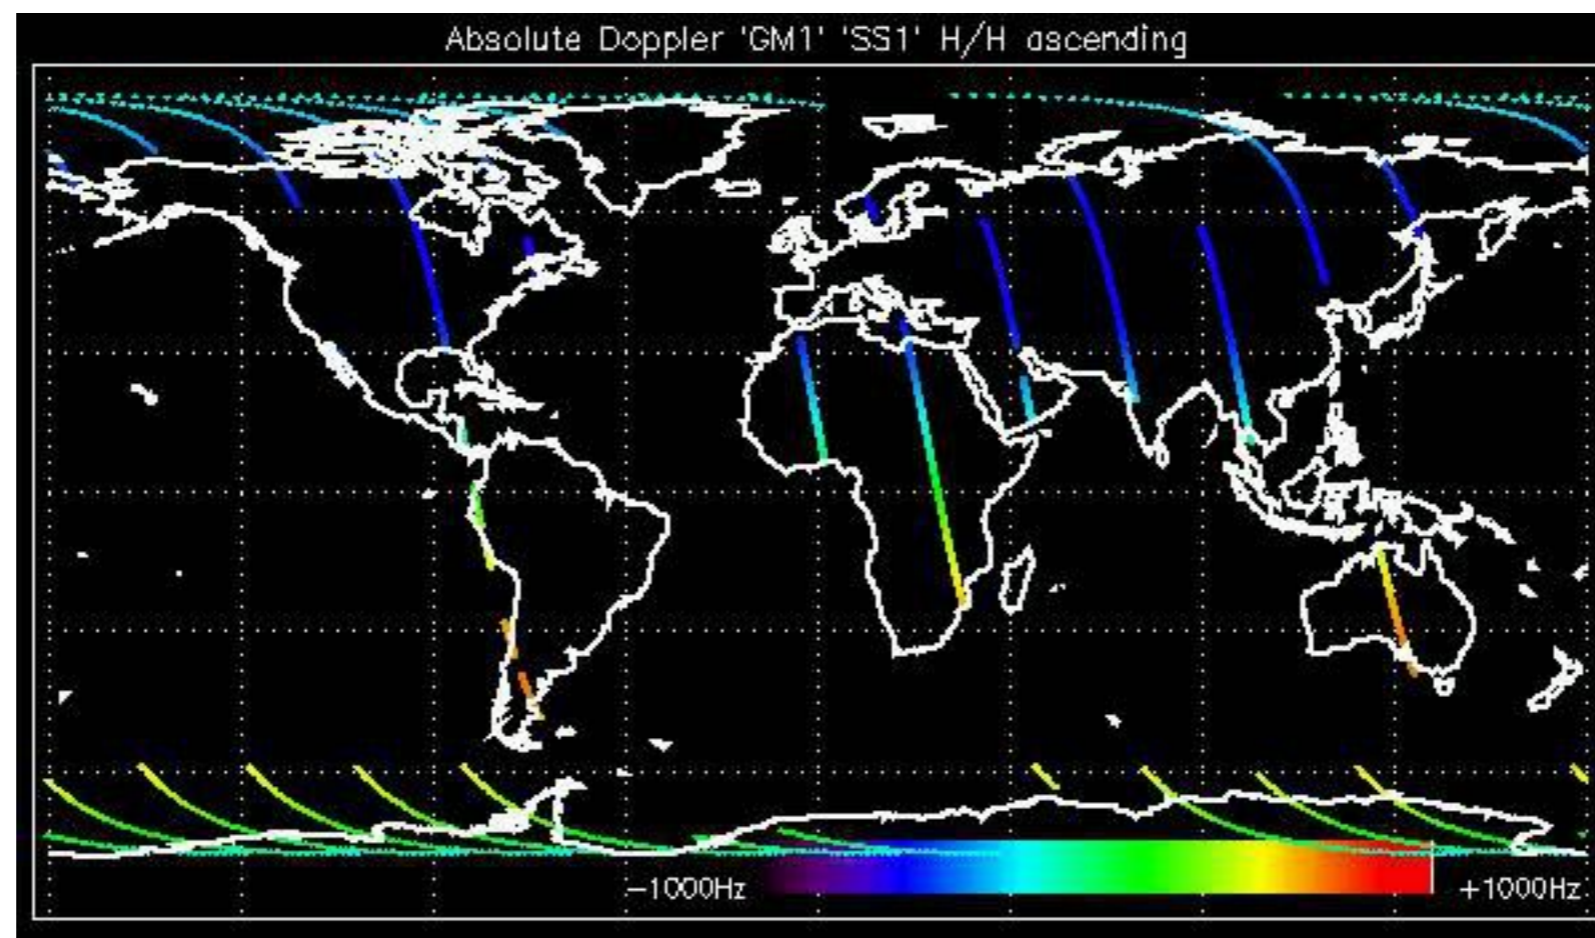 Absolute Doppler 'GM1' 'SS1' H/H ascending
−1000Hz
+1000Hz